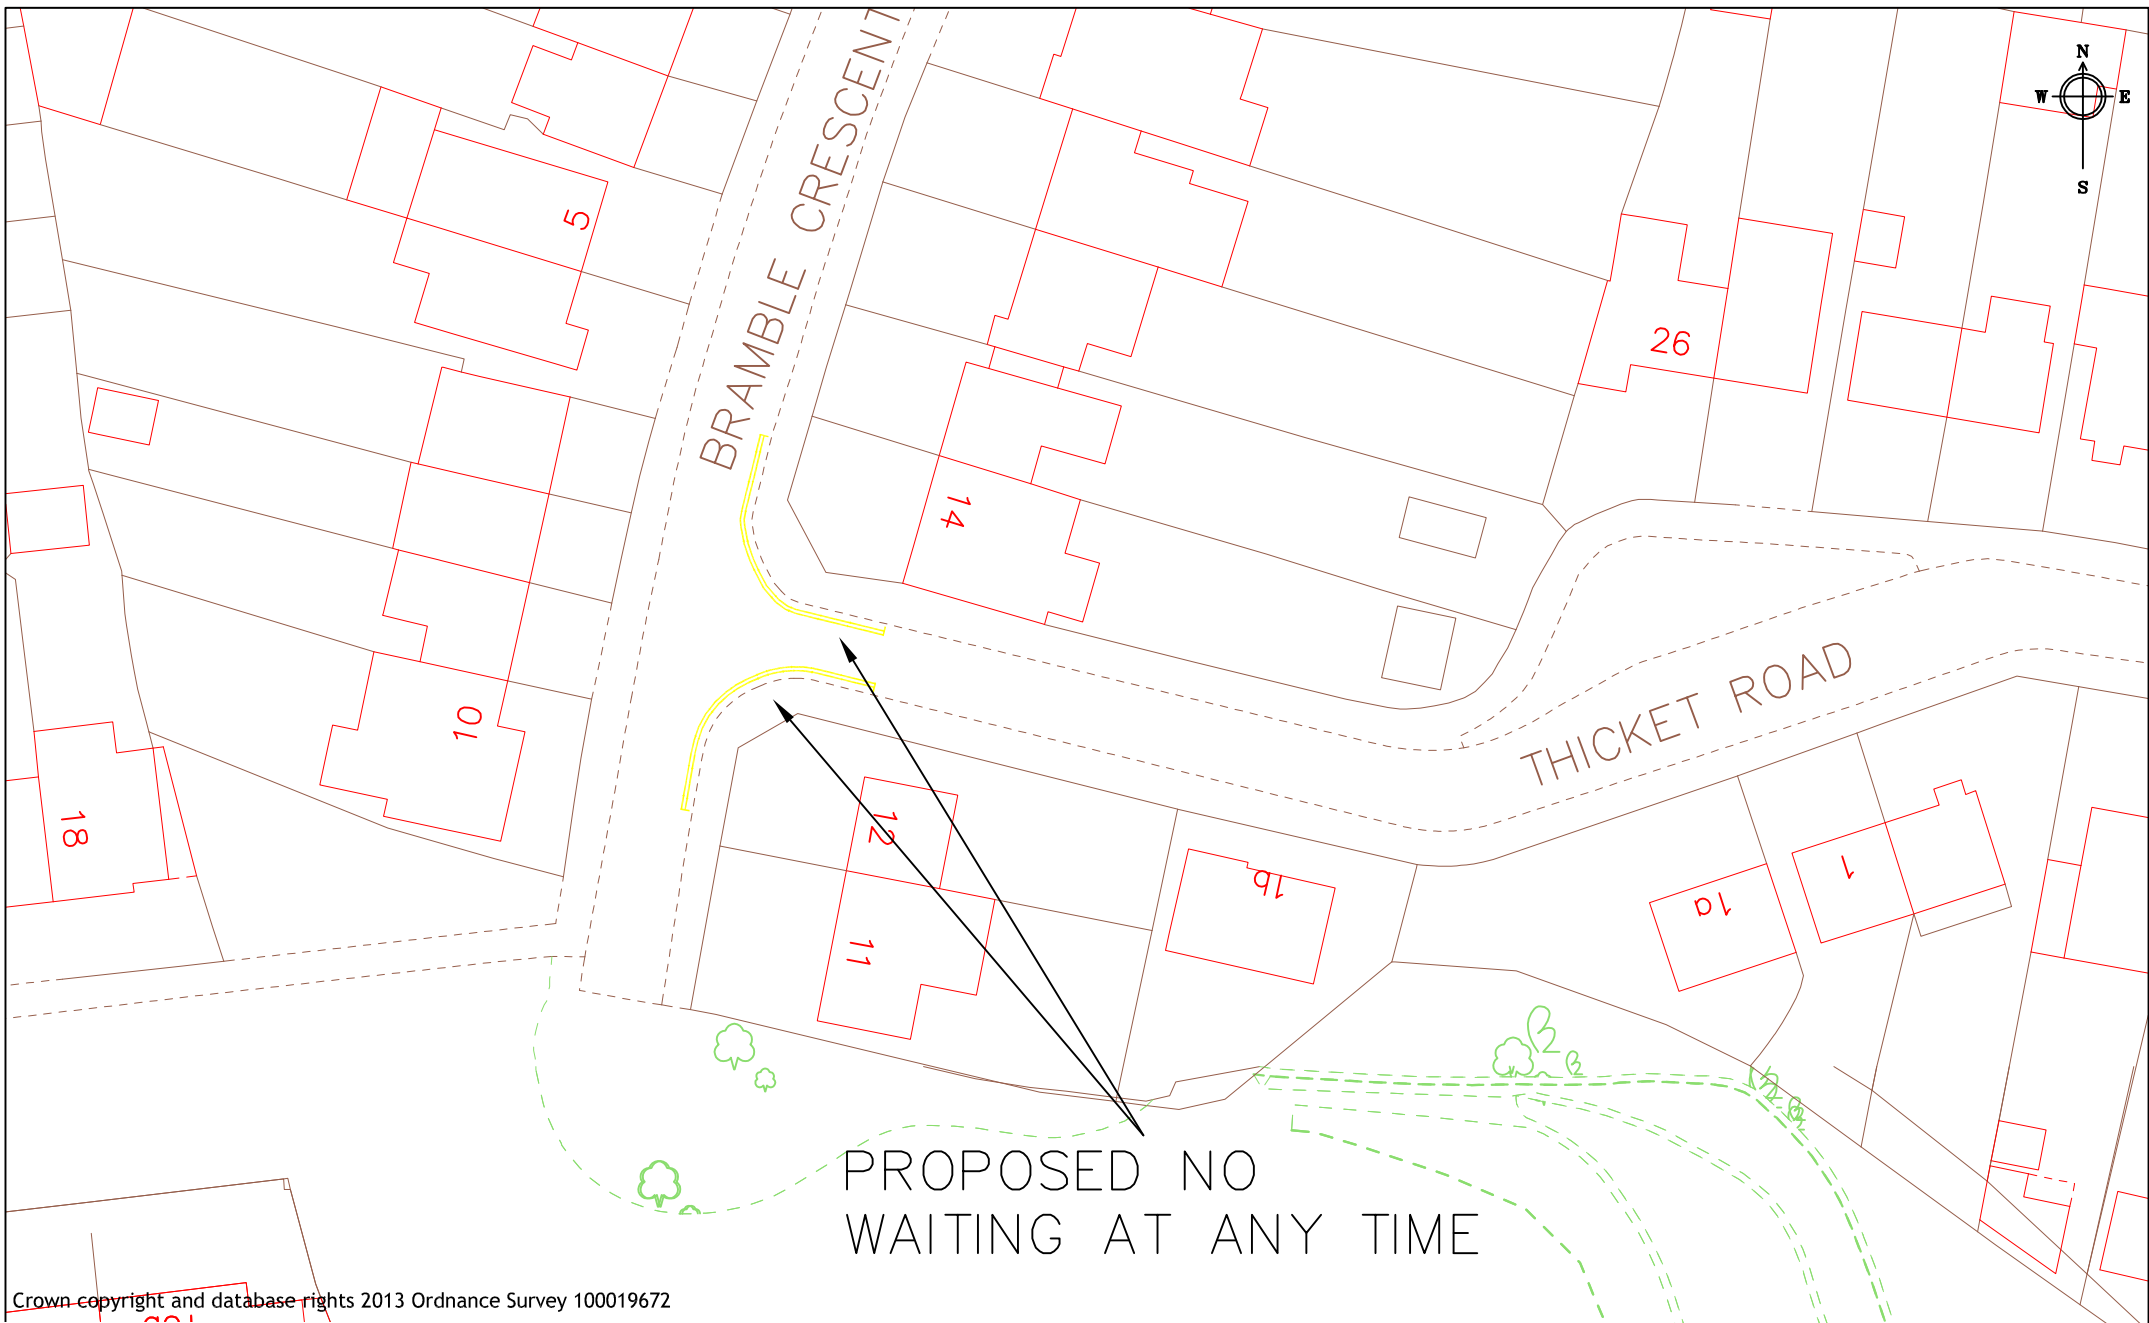 BRAMBLE CRESCENT
N
W E
S
5
26
14
10
THICKET ROAD
18
12
1b
1a
1
11
PROPOSED NO
WAITING AT ANY TIME
Crown copyright and database rights 2013 Ordnance Survey 100019672